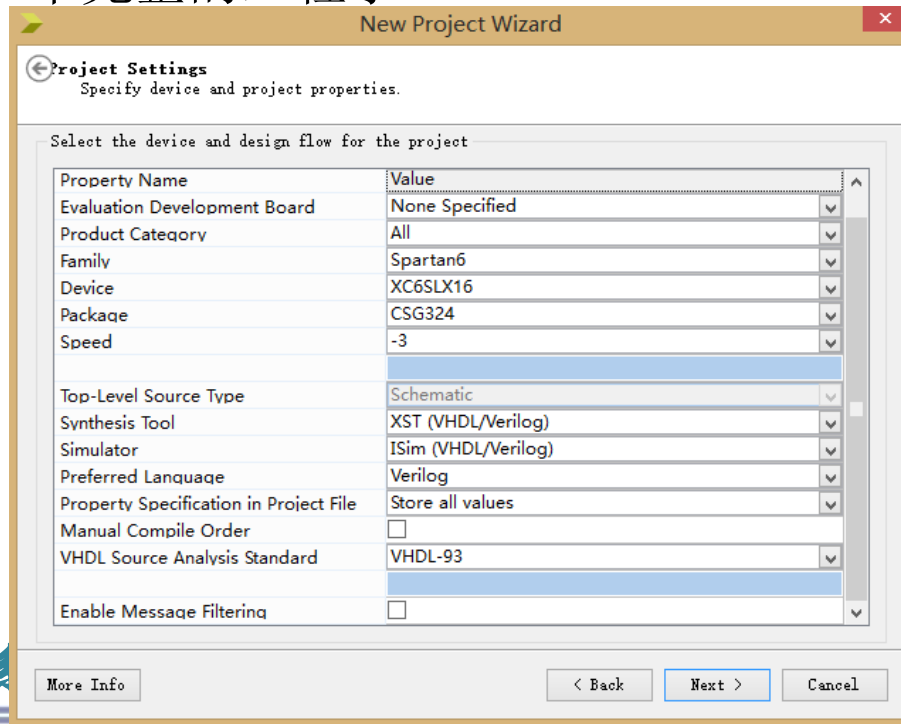 New Project Wizard
Project Settings
Specify device and project properties.
Select the device and design flow for the project
Property Name Value
Evaluation Development Board None Specified
Product Category All
Family Spartan6
Device XC6SLX16
Package CSG324
Speed -3
Top-Level Source Type Schematic
Synthesis Tool XST (VHDL/Verilog)
Simulator ISim (VHDL/Verilog)
Preferred Language Verilog
Property Specification in Project File Store all values
Manual Compile Order
VHDL Source Analysis Standard VHDL-93
Enable Message Filtering
More Info < Back Next > Cancel